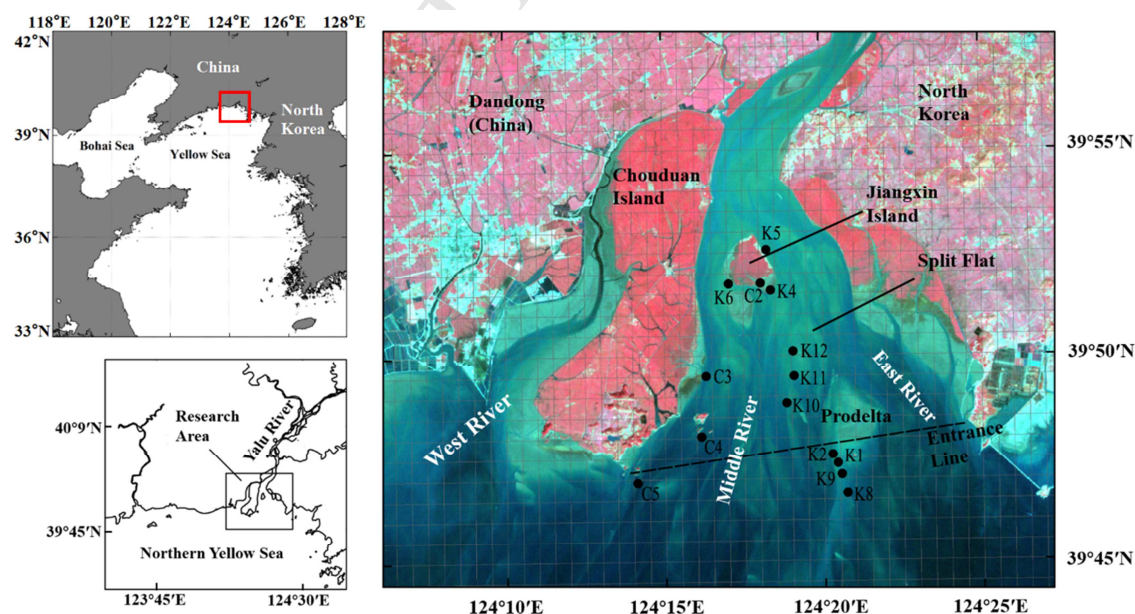 118°E 120°E 122°E 124°E 126°E 128°E
42°N
39°N
36°N
33°N
China
North
Korea
Bohai Sea
Yellow Sea
40°9′N
39°45′N
Research
Area
Yalu River
Northern Yellow Sea
123°45′E 124°30′E
Dandong
(China)
North
Korea
Chouduan
Island
Jiangxin
Island
Split Flat
K5
K6
C2
K4
K12
K11
K10
C3
C4
C5
K2
K1
K9
K8
West River
Middle River
East River
Prodelta
Entrance
Line
39°55′N
39°50′N
39°45′N
124°10′E 124°15′E 124°20′E 124°25′E